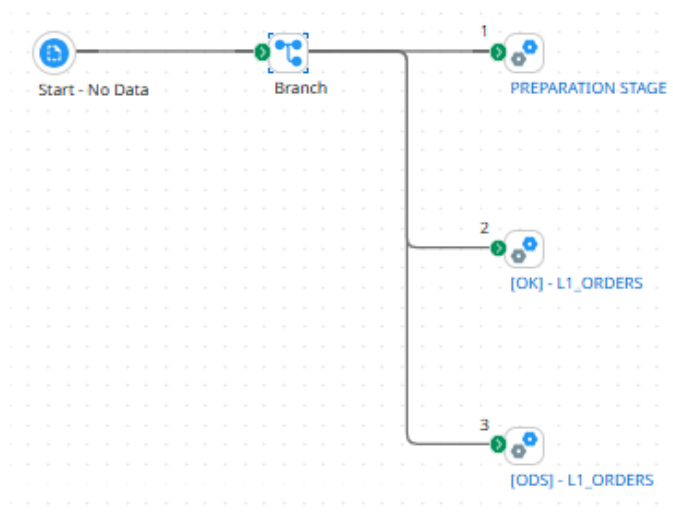 1
Start - No Data
Branch
PREPARATION STAGE
2
[OK] - L1_ORDERS
3
[ODS] - L1_ORDERS